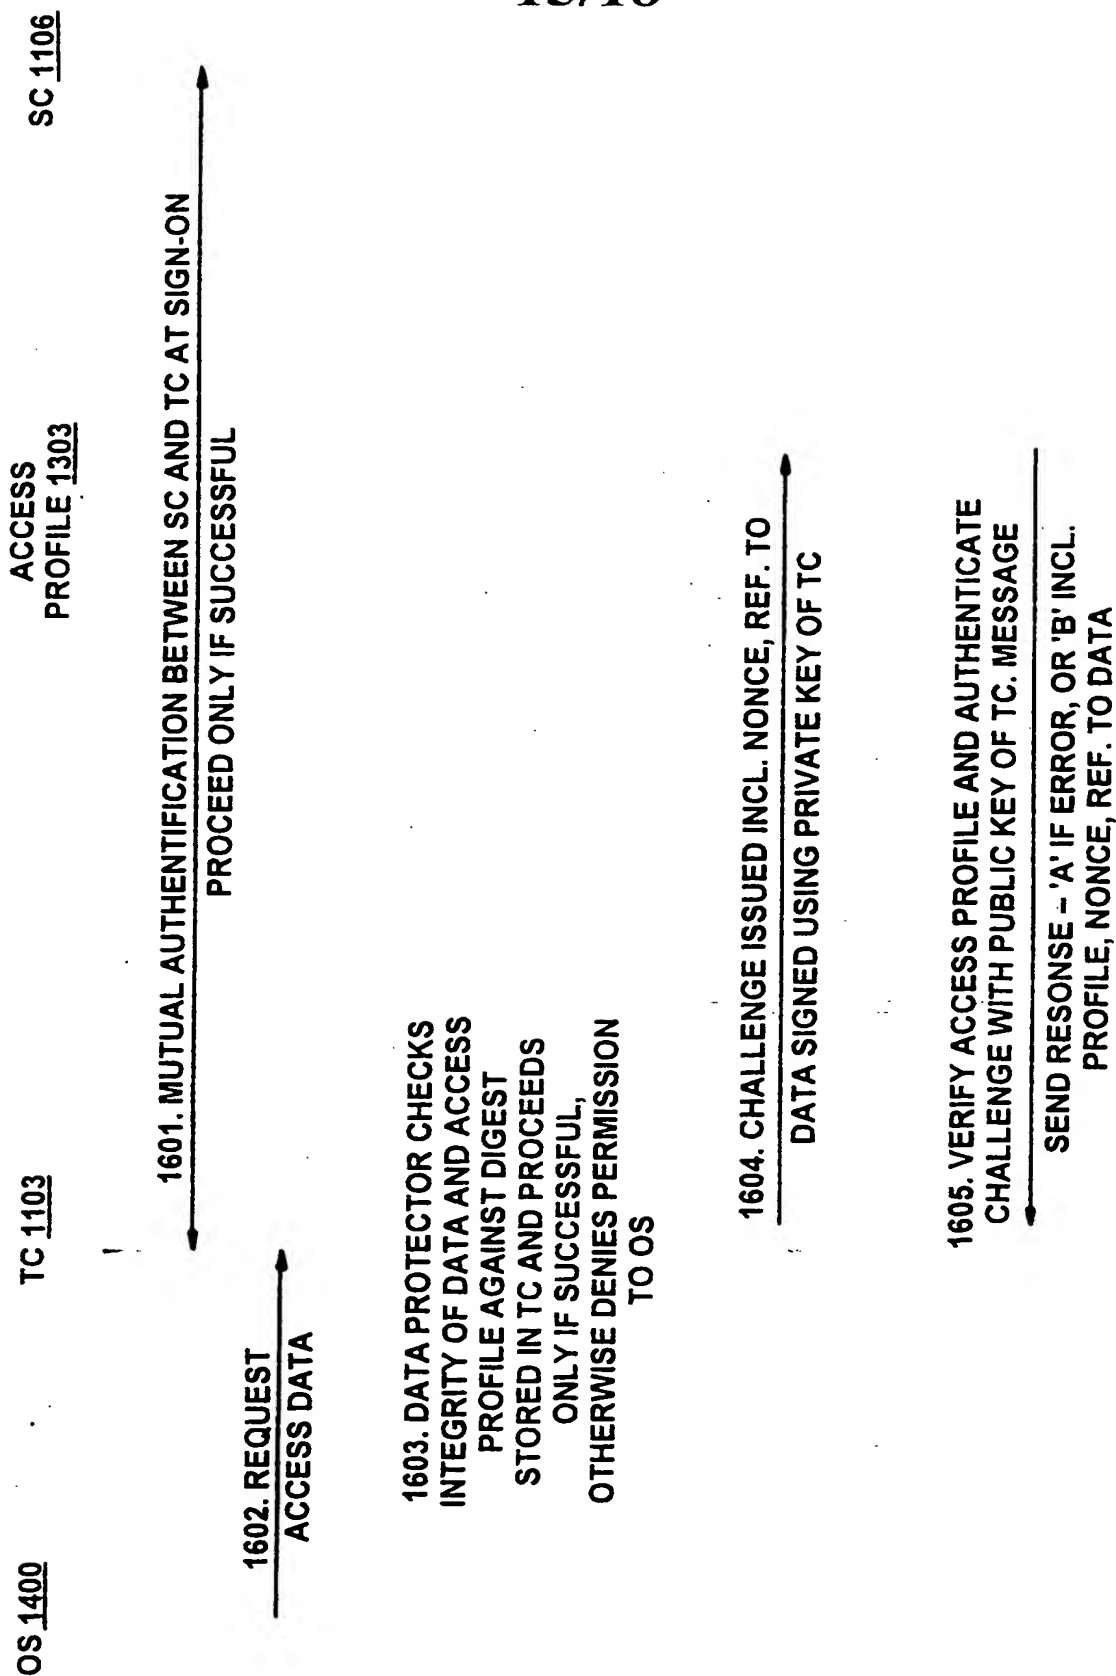 OS 1400
TC 1103
ACCESS
PROFILE 1303
SC 1106
1601. MUTUAL AUTHENTIFICATION BETWEEN SC AND TC AT SIGN-ON
PROCEED ONLY IF SUCCESSFUL
1602. REQUEST
ACCESS DATA
1603. DATA PROTECTOR CHECKS
INTEGRITY OF DATA AND ACCESS
PROFILE AGAINST DIGEST
STORED IN TC AND PROCEEDS
ONLY IF SUCCESSFUL,
OTHERWISE DENIES PERMISSION
TO OS
1604. CHALLENGE ISSUED INCL. NONCE, REF. TO
DATA SIGNED USING PRIVATE KEY OF TC
1605. VERIFY ACCESS PROFILE AND AUTHENTICATE
CHALLENGE WITH PUBLIC KEY OF TC. MESSAGE
SEND RESONSE – 'A' IF ERROR, OR 'B' INCL.
PROFILE, NONCE, REF. TO DATA